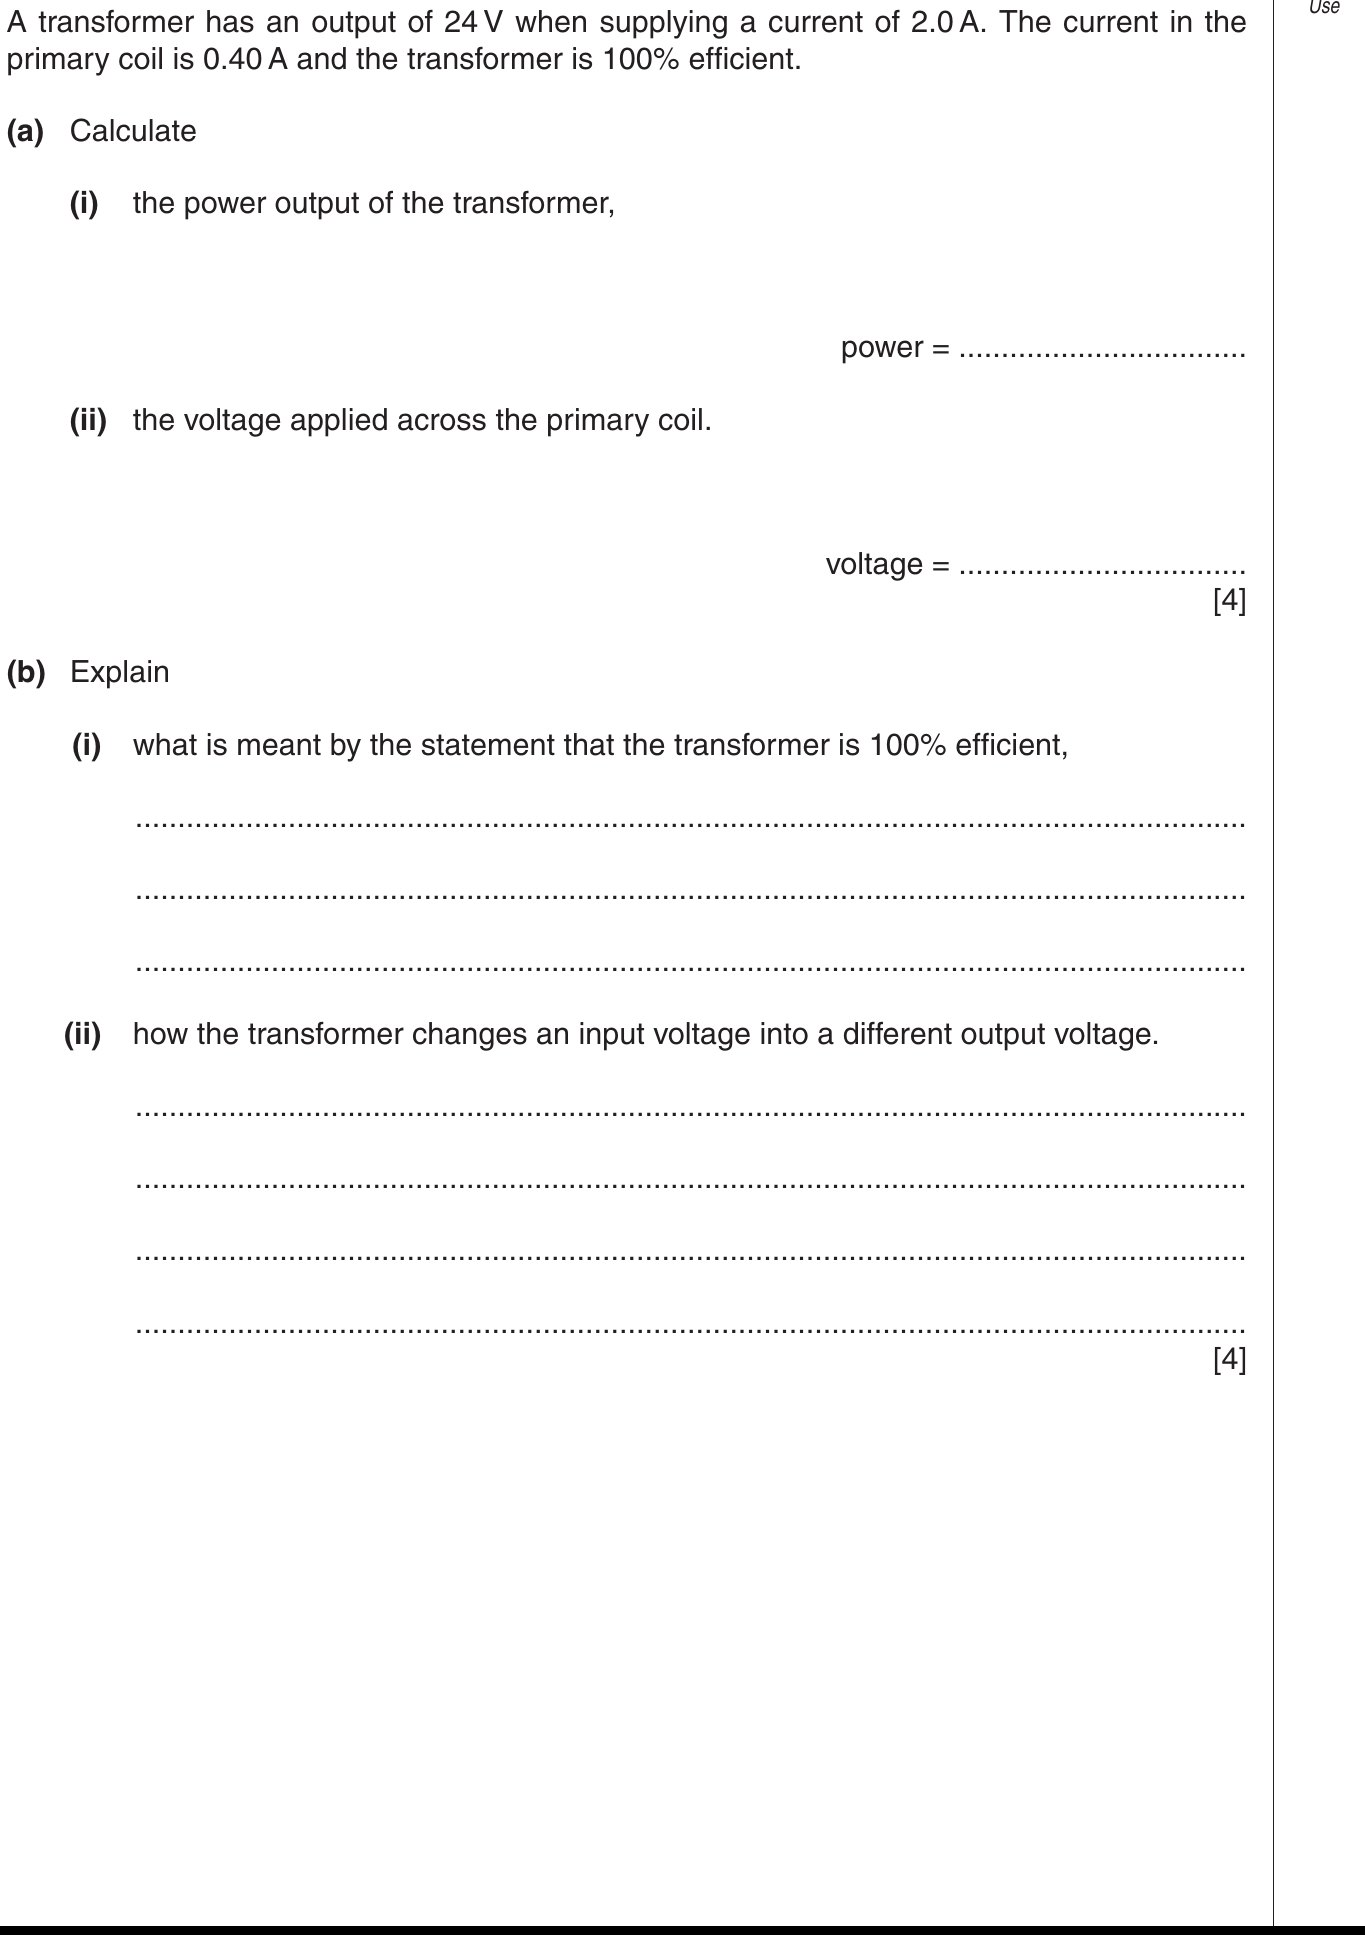 Use
A transformer has an output of 24 V when supplying a current of 2.0 A. The current in the
primary coil is 0.40 A and the transformer is 100% efficient.
(a) Calculate
(i) the power output of the transformer,
power = ..................................
(ii) the voltage applied across the primary coil.
voltage = ..................................
[4]
(b) Explain
(i) what is meant by the statement that the transformer is 100% efficient,
...................................................................................................................................
...................................................................................................................................
...................................................................................................................................
(ii) how the transformer changes an input voltage into a different output voltage.
...................................................................................................................................
...................................................................................................................................
...................................................................................................................................
...................................................................................................................................
[4]